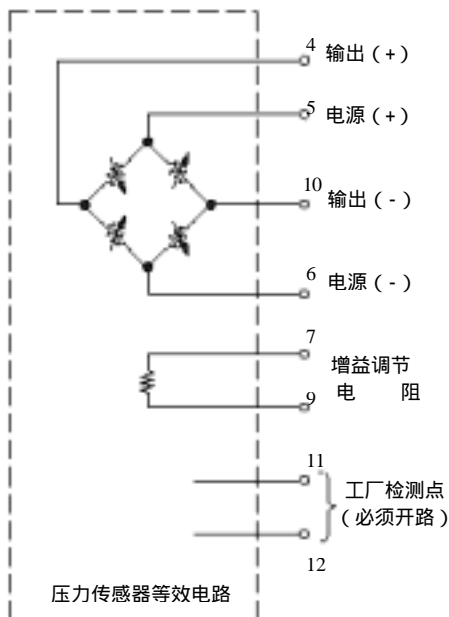 4
输出（+）
5
电源（+）
10
输出（-）
6
电源（-）
7
增益调节
电 阻
9
11
工厂检测点
（必须开路）
12
压力传感器等效电路